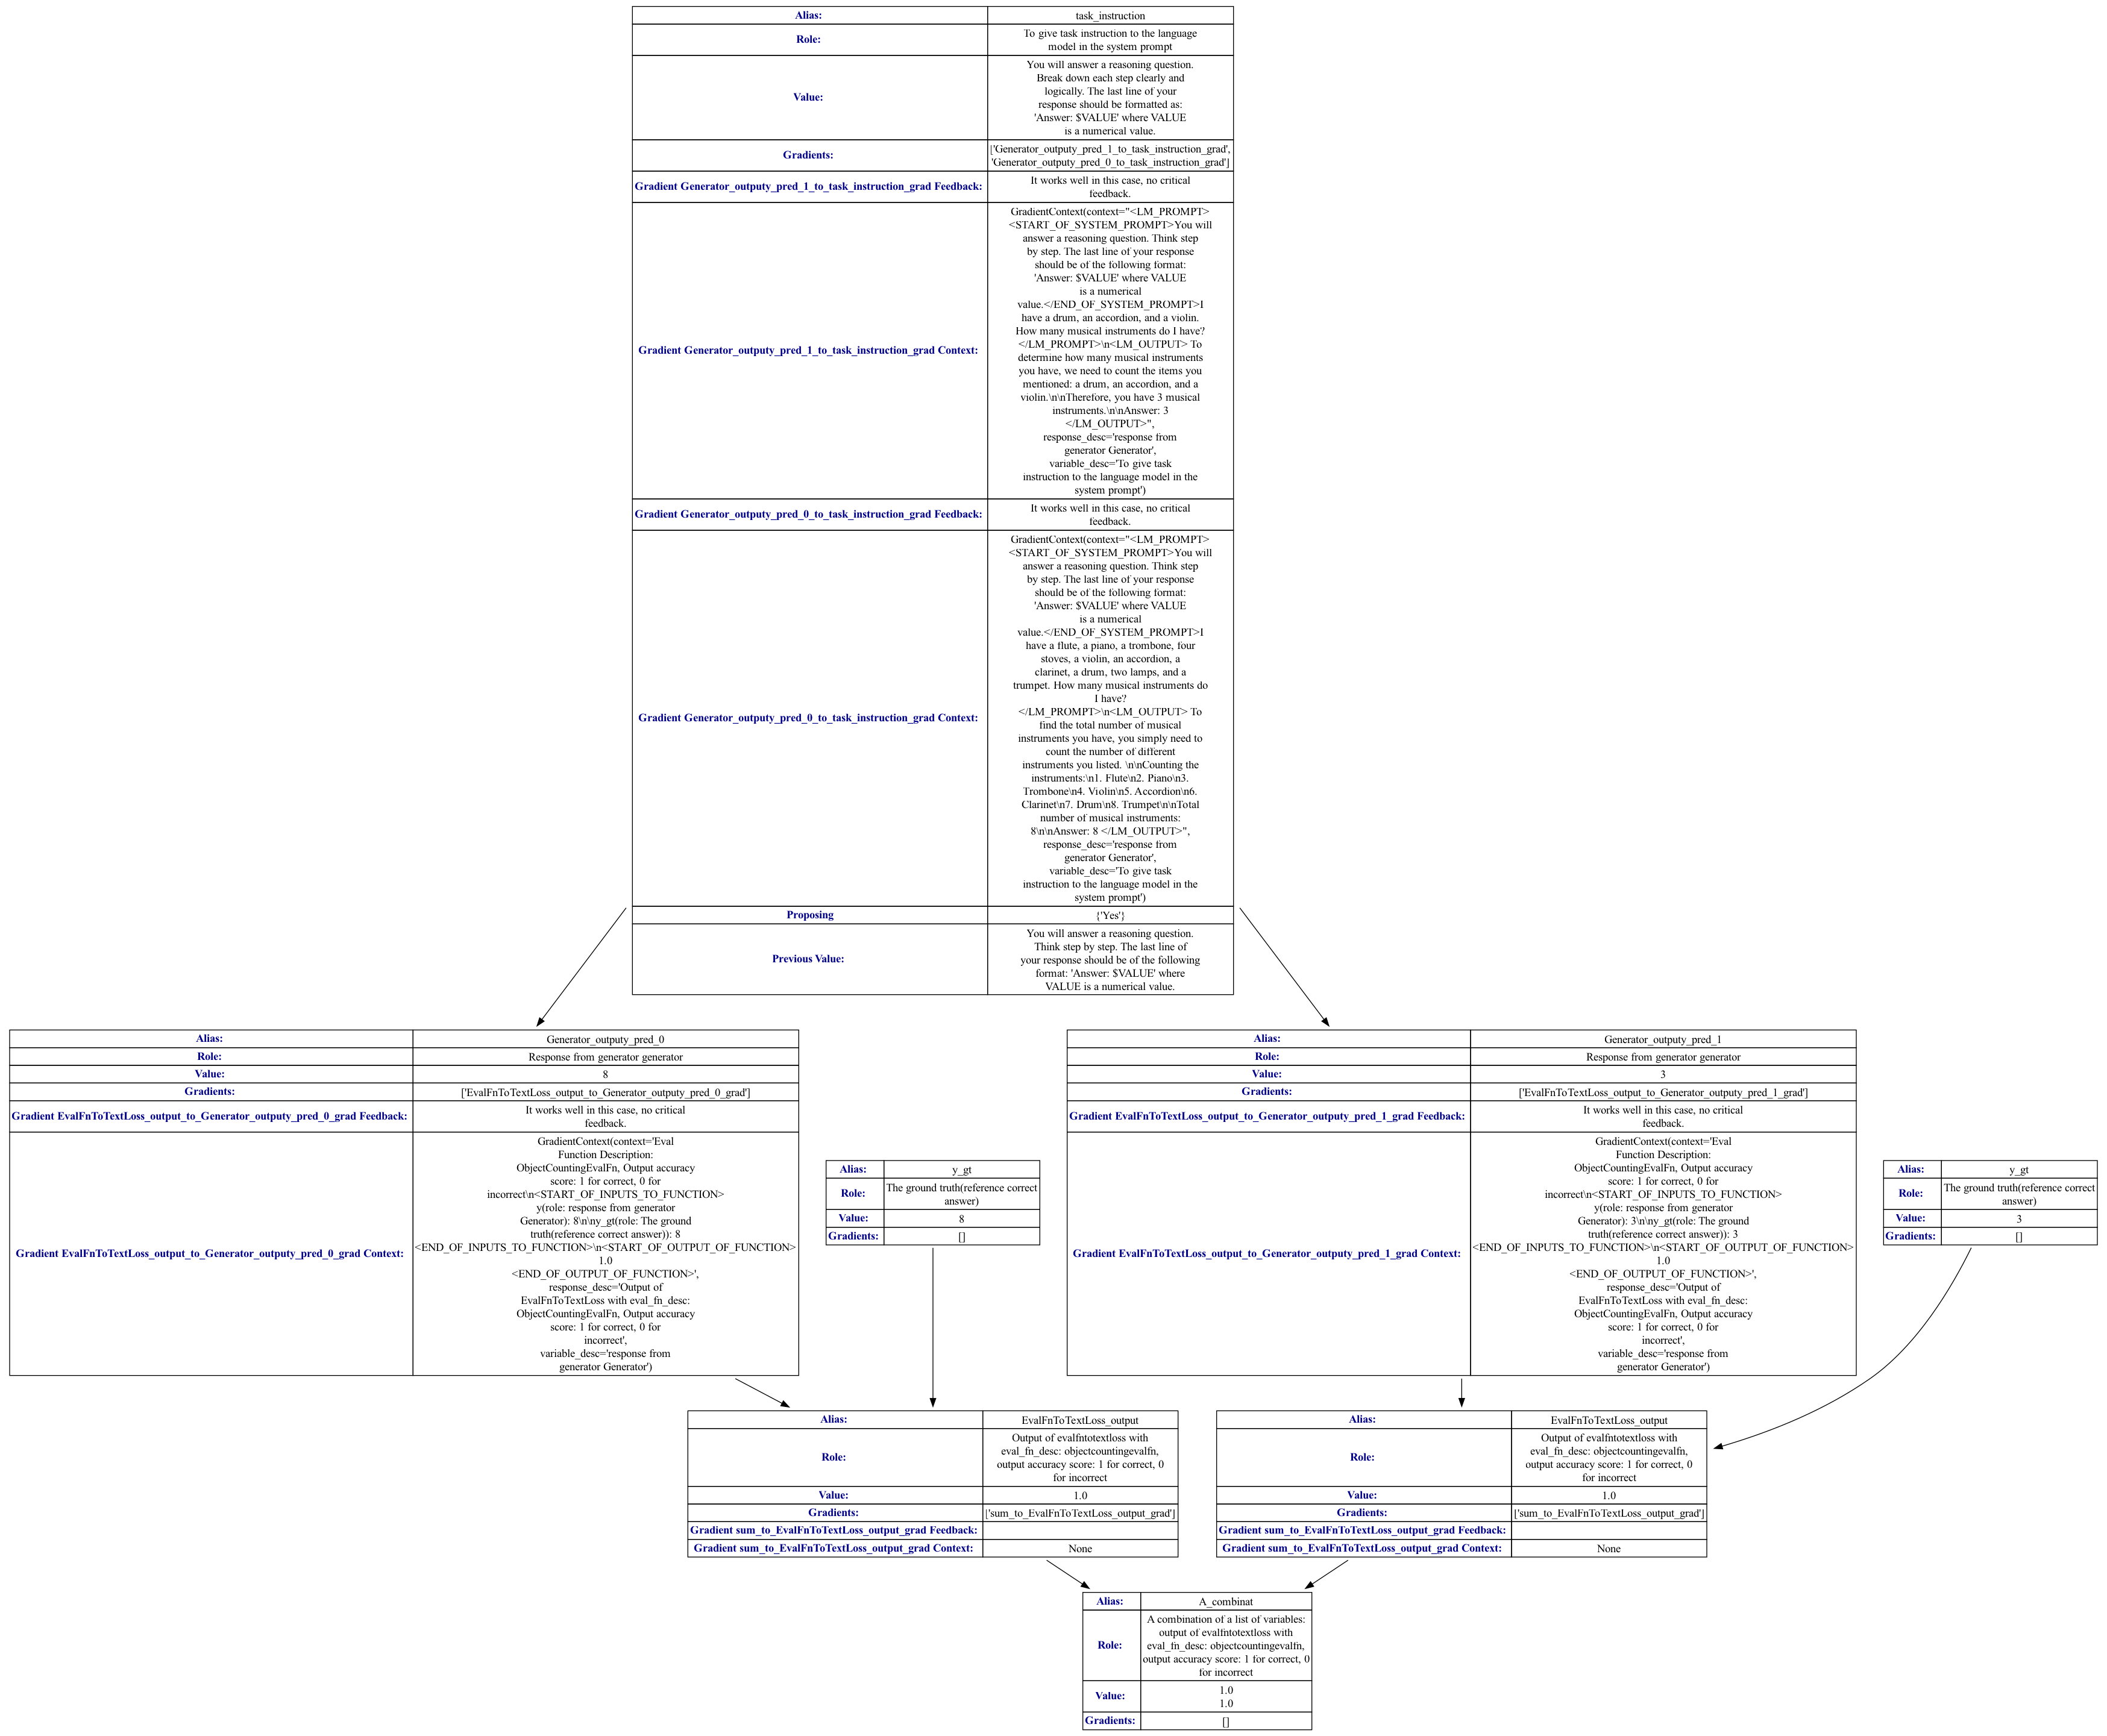 Alias: task_instruction
Role: To give task instruction to the language
model in the system prompt
Value: You will answer a reasoning question.
Break down each step clearly and
logically. The last line of your
response should be formatted as:
'Answer: $VALUE' where VALUE
is a numerical value.
Gradients: ['Generator_outputy_pred_1_to_task_instruction_grad',
'Generator_outputy_pred_0_to_task_instruction_grad']
Gradient Generator_outputy_pred_1_to_task_instruction_grad Feedback: It works well in this case, no critical
feedback.
Gradient Generator_outputy_pred_1_to_task_instruction_grad Context: GradientContext(context="<LM_PROMPT>
<START_OF_SYSTEM_PROMPT>You will
answer a reasoning question. Think step
by step. The last line of your response
should be of the following format:
'Answer: $VALUE' where VALUE
is a numerical
value.</END_OF_SYSTEM_PROMPT>I
have a drum, an accordion, and a violin.
How many musical instruments do I have?
</LM_PROMPT>\n<LM_OUTPUT> To
determine how many musical instruments
you have, we need to count the items you
mentioned: a drum, an accordion, and a
violin.\n\nTherefore, you have 3 musical
instruments.\n\nAnswer: 3
</LM_OUTPUT>",
response_desc='response from
generator Generator',
variable_desc='To give task
instruction to the language model in the
system prompt')
Gradient Generator_outputy_pred_0_to_task_instruction_grad Feedback: It works well in this case, no critical
feedback.
Gradient Generator_outputy_pred_0_to_task_instruction_grad Context: GradientContext(context="<LM_PROMPT>
<START_OF_SYSTEM_PROMPT>You will
answer a reasoning question. Think step
by step. The last line of your response
should be of the following format:
'Answer: $VALUE' where VALUE
is a numerical
value.</END_OF_SYSTEM_PROMPT>I
have a flute, a piano, a trombone, four
stoves, a violin, an accordion, a
clarinet, a drum, two lamps, and a
trumpet. How many musical instruments do
I have?
</LM_PROMPT>\n<LM_OUTPUT> To
find the total number of musical
instruments you have, you simply need to
count the number of different
instruments you listed. \n\nCounting the
instruments:\n1. Flute\n2. Piano\n3.
Trombone\n4. Violin\n5. Accordion\n6.
Clarinet\n7. Drum\n8. Trumpet\n\nTotal
number of musical instruments:
8\n\nAnswer: 8 </LM_OUTPUT>",
response_desc='response from
generator Generator',
variable_desc='To give task
instruction to the language model in the
system prompt')
Proposing {'Yes'}
Previous Value: You will answer a reasoning question.
Think step by step. The last line of
your response should be of the following
format: 'Answer: $VALUE' where
VALUE is a numerical value.
Alias: Generator_outputy_pred_0
Role: Response from generator generator
Value: 8
Gradients: ['EvalFnToTextLoss_output_to_Generator_outputy_pred_0_grad']
Gradient EvalFnToTextLoss_output_to_Generator_outputy_pred_0_grad Feedback: It works well in this case, no critical
feedback.
Gradient EvalFnToTextLoss_output_to_Generator_outputy_pred_0_grad Context: GradientContext(context='Eval
Function Description:
ObjectCountingEvalFn, Output accuracy
score: 1 for correct, 0 for
incorrect\n<START_OF_INPUTS_TO_FUNCTION>
y(role: response from generator
Generator): 8\n\ny_gt(role: The ground
truth(reference correct answer)): 8
<END_OF_INPUTS_TO_FUNCTION>\n<START_OF_OUTPUT_OF_FUNCTION>
1.0
<END_OF_OUTPUT_OF_FUNCTION>',
response_desc='Output of
EvalFnToTextLoss with eval_fn_desc:
ObjectCountingEvalFn, Output accuracy
score: 1 for correct, 0 for
incorrect',
variable_desc='response from
generator Generator')
Alias: y_gt
Role: The ground truth(reference correct
answer)
Value: 8
Gradients: []
Alias: Generator_outputy_pred_1
Role: Response from generator generator
Value: 3
Gradients: ['EvalFnToTextLoss_output_to_Generator_outputy_pred_1_grad']
Gradient EvalFnToTextLoss_output_to_Generator_outputy_pred_1_grad Feedback: It works well in this case, no critical
feedback.
Gradient EvalFnToTextLoss_output_to_Generator_outputy_pred_1_grad Context: GradientContext(context='Eval
Function Description:
ObjectCountingEvalFn, Output accuracy
score: 1 for correct, 0 for
incorrect\n<START_OF_INPUTS_TO_FUNCTION>
y(role: response from generator
Generator): 3\n\ny_gt(role: The ground
truth(reference correct answer)): 3
<END_OF_INPUTS_TO_FUNCTION>\n<START_OF_OUTPUT_OF_FUNCTION>
1.0
<END_OF_OUTPUT_OF_FUNCTION>',
response_desc='Output of
EvalFnToTextLoss with eval_fn_desc:
ObjectCountingEvalFn, Output accuracy
score: 1 for correct, 0 for
incorrect',
variable_desc='response from
generator Generator')
Alias: y_gt
Role: The ground truth(reference correct
answer)
Value: 3
Gradients: []
Alias: EvalFnToTextLoss_output
Role: Output of evalfntotextloss with
eval_fn_desc: objectcountingevalfn,
output accuracy score: 1 for correct, 0
for incorrect
Value: 1.0
Gradients: ['sum_to_EvalFnToTextLoss_output_grad']
Gradient sum_to_EvalFnToTextLoss_output_grad Feedback:
Gradient sum_to_EvalFnToTextLoss_output_grad Context: None
Alias: EvalFnToTextLoss_output
Role: Output of evalfntotextloss with
eval_fn_desc: objectcountingevalfn,
output accuracy score: 1 for correct, 0
for incorrect
Value: 1.0
Gradients: ['sum_to_EvalFnToTextLoss_output_grad']
Gradient sum_to_EvalFnToTextLoss_output_grad Feedback:
Gradient sum_to_EvalFnToTextLoss_output_grad Context: None
Alias: A_combinat
Role: A combination of a list of variables:
output of evalfntotextloss with
eval_fn_desc: objectcountingevalfn,
output accuracy score: 1 for correct, 0
for incorrect
Value: 1.0
1.0
Gradients: []